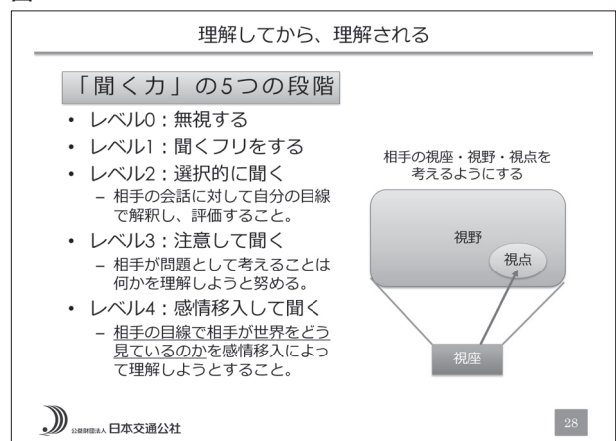 理解してから、理解される
「聞く力」の5つの段階
• レベル0：無視する
• レベル1：聞くフリをする
• レベル2：選択的に聞く
– 相手の会話に対して自分の目線
で解釈し、評価すること。
• レベル3：注意して聞く
– 相手が問題として考えることは
何かを理解しようと努める。
• レベル4：感情移入して聞く
– 相手の目線で相手が世界をどう
見ているのかを感情移入によっ
て理解しようとすること。
相手の視座・視野・視点を
考えるようにする
視野
視点
視座
公益財団法人 日本交通公社
28